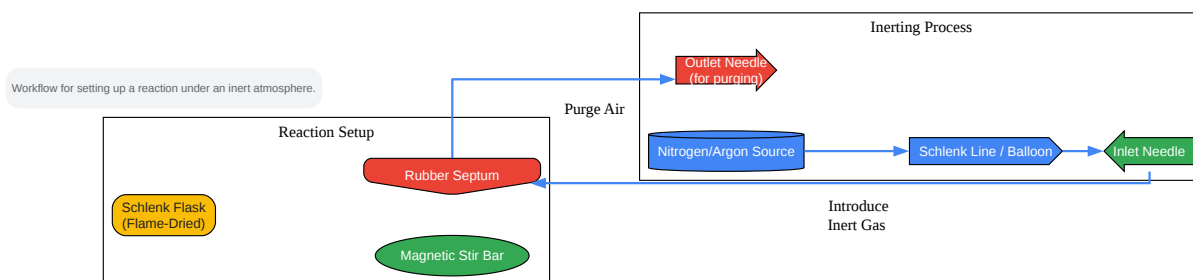 Workflow for setting up a reaction under an inert atmosphere.
Reaction Setup
Rubber Septum
Schlenk Flask
(Flame-Dried)
Magnetic Stir Bar
Purge Air
Inerting Process
Outlet Needle
(for purging)
Nitrogen/Argon Source
Schlenk Line / Balloon
Inlet Needle
Introduce
Inert Gas